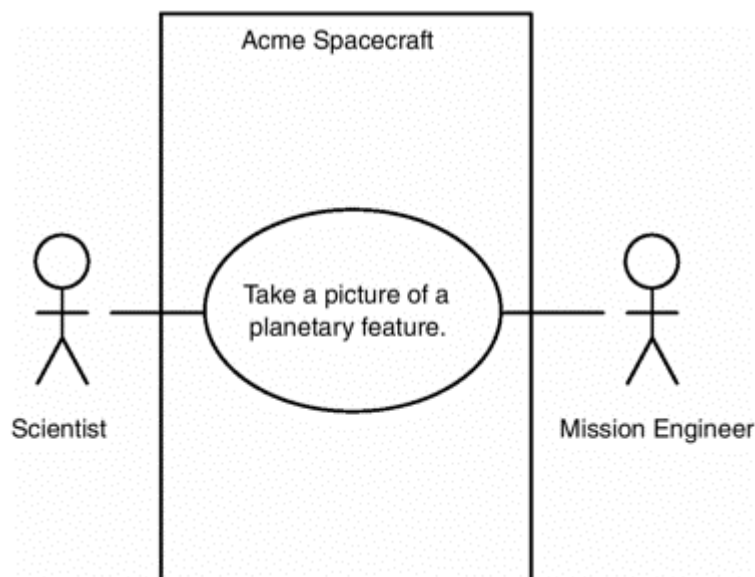 Acme Spacecraft
Take a picture of a
planetary feature.
Scientist
Mission Engineer